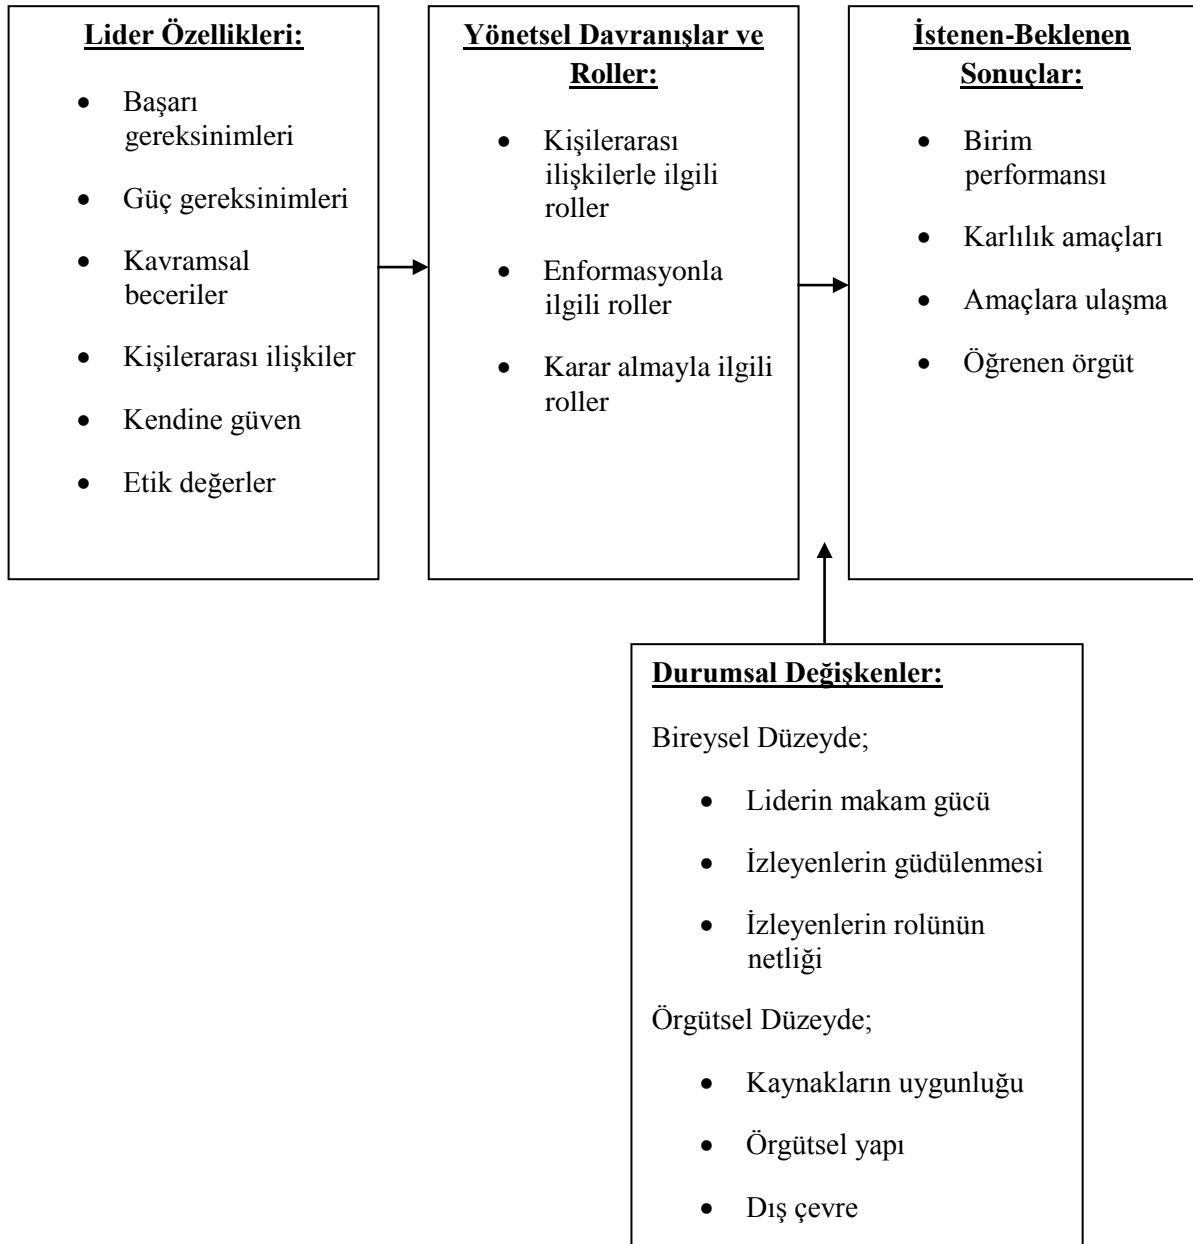 Lider Özellikleri:
• Başarı
gereksinimleri
• Güç gereksinimleri
• Kavramsal
beceriler
• Kişilerarası ilişkiler
• Kendine güven
• Etik değerler
Yönetsel Davranışlar ve
Roller:
• Kişilerarası
ilişkilerle ilgili
roller
• Enformasyonla
ilgili roller
• Karar almayla ilgili
roller
İstenen-Beklenen
Sonuçlar:
• Birim
performansı
• Karlılık amaçları
• Amaçlara ulaşma
• Öğrenen örgüt
Durumsal Değişkenler:
Bireysel Düzeyde;
• Liderin makam gücü
• İzleyenlerin güdülenmesi
• İzleyenlerin rolünün
netliği
Örgütsel Düzeyde;
• Kaynakların uygunluğu
• Örgütsel yapı
• Dış çevre